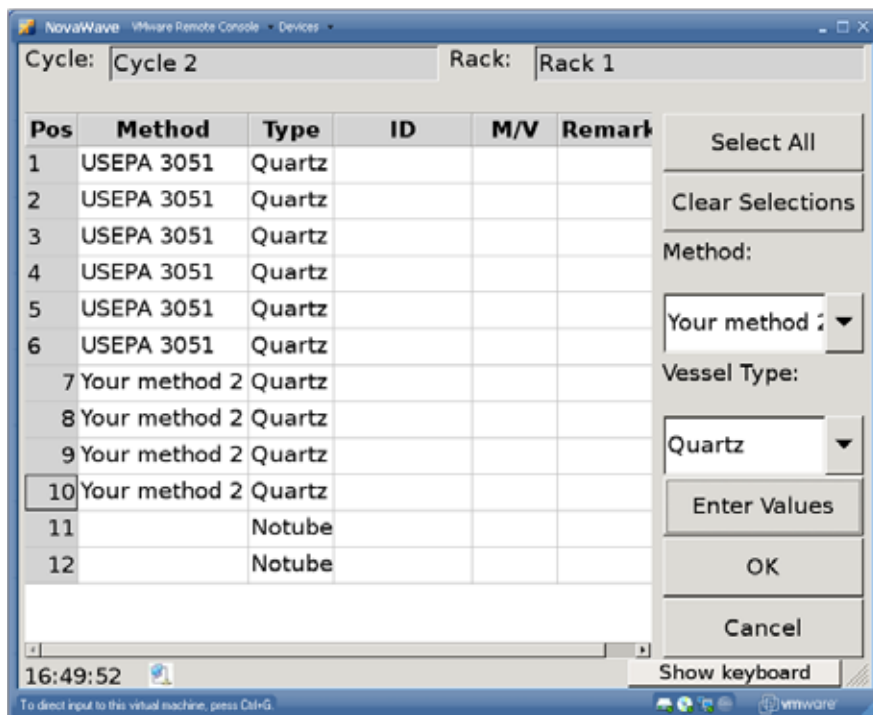 NovaWave VMware Remote Console Devices
Cycle: Cycle 2 Rack: Rack 1
Pos Method Type ID M/V Remark
1 USEPA 3051 Quartz
2 USEPA 3051 Quartz
3 USEPA 3051 Quartz
4 USEPA 3051 Quartz
5 USEPA 3051 Quartz
6 USEPA 3051 Quartz
7 Your method 2 Quartz
8 Your method 2 Quartz
9 Your method 2 Quartz
10 Your method 2 Quartz
11 Notube
12 Notube
Select All
Clear Selections
Method:
Your method 2
Vessel Type:
Quartz
Enter Values
OK
Cancel
16:49:52 Show keyboard
To direct input to this virtual machine, press Ctrl+G. vmware